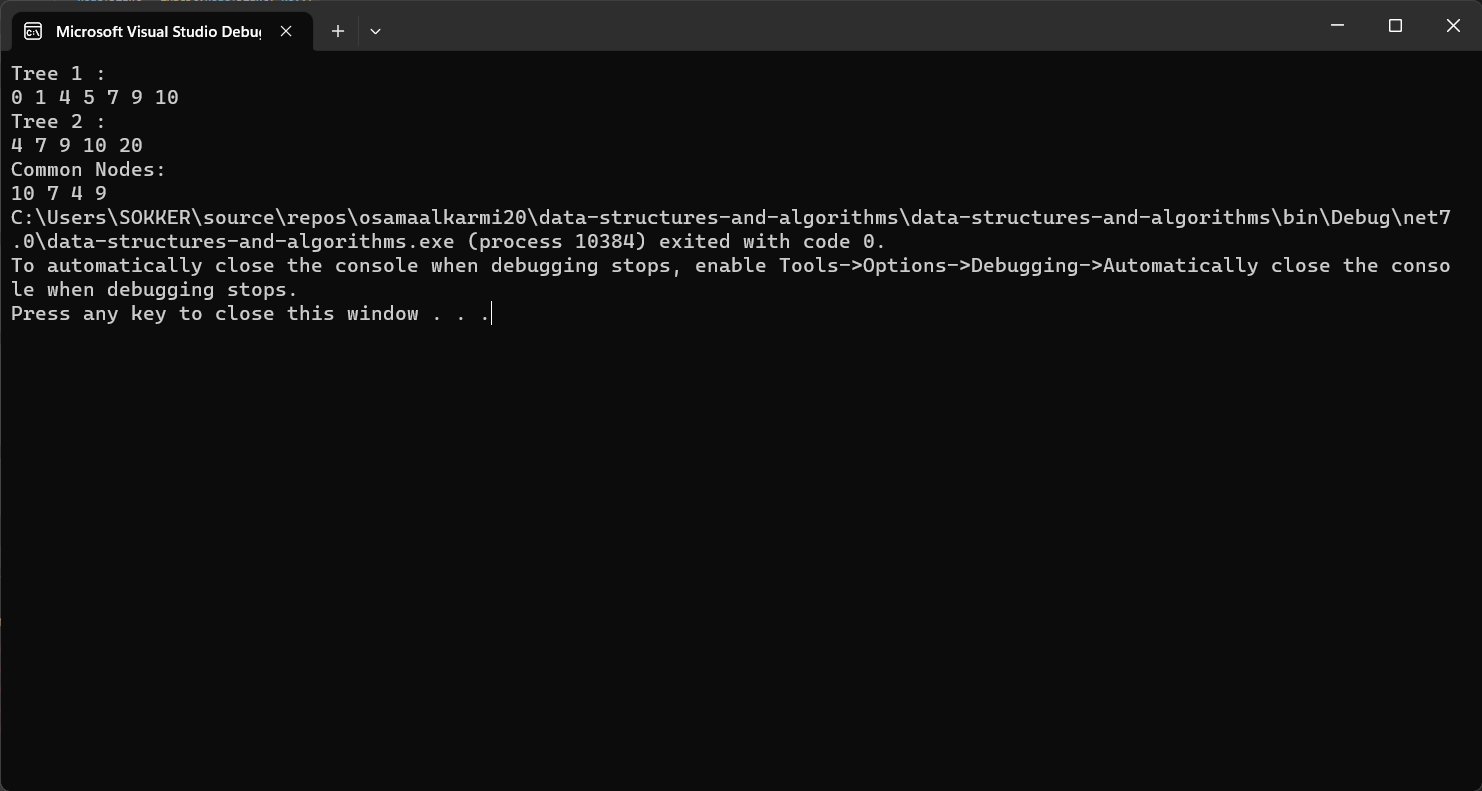 Microsoft Visual Studio Debu
Tree 1 :
0 1 4 5 7 9 10
Tree 2 :
4 7 9 10 20
Common Nodes:
10 7 4 9
C:\Users\SOKKER\source\repos\osamaalkarmi20\data-structures-and-algorithms\data-structures-and-algorithms\bin\Debug\net7
.0\data-structures-and-algorithms.exe (process 10384) exited with code 0.
To automatically close the console when debugging stops, enable Tools->Options->Debugging->Automatically close the conso
le when debugging stops.
Press any key to close this window . . .